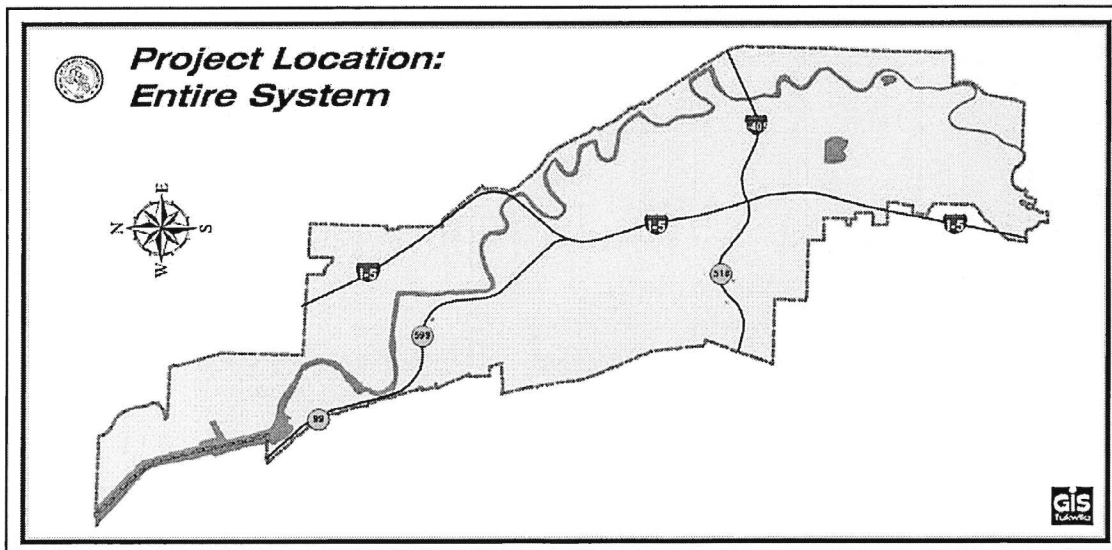 Project Location:
Entire System
E
N
S
W
405
I-5
I-5
I-5
518
599
99
GIS
Tukwila